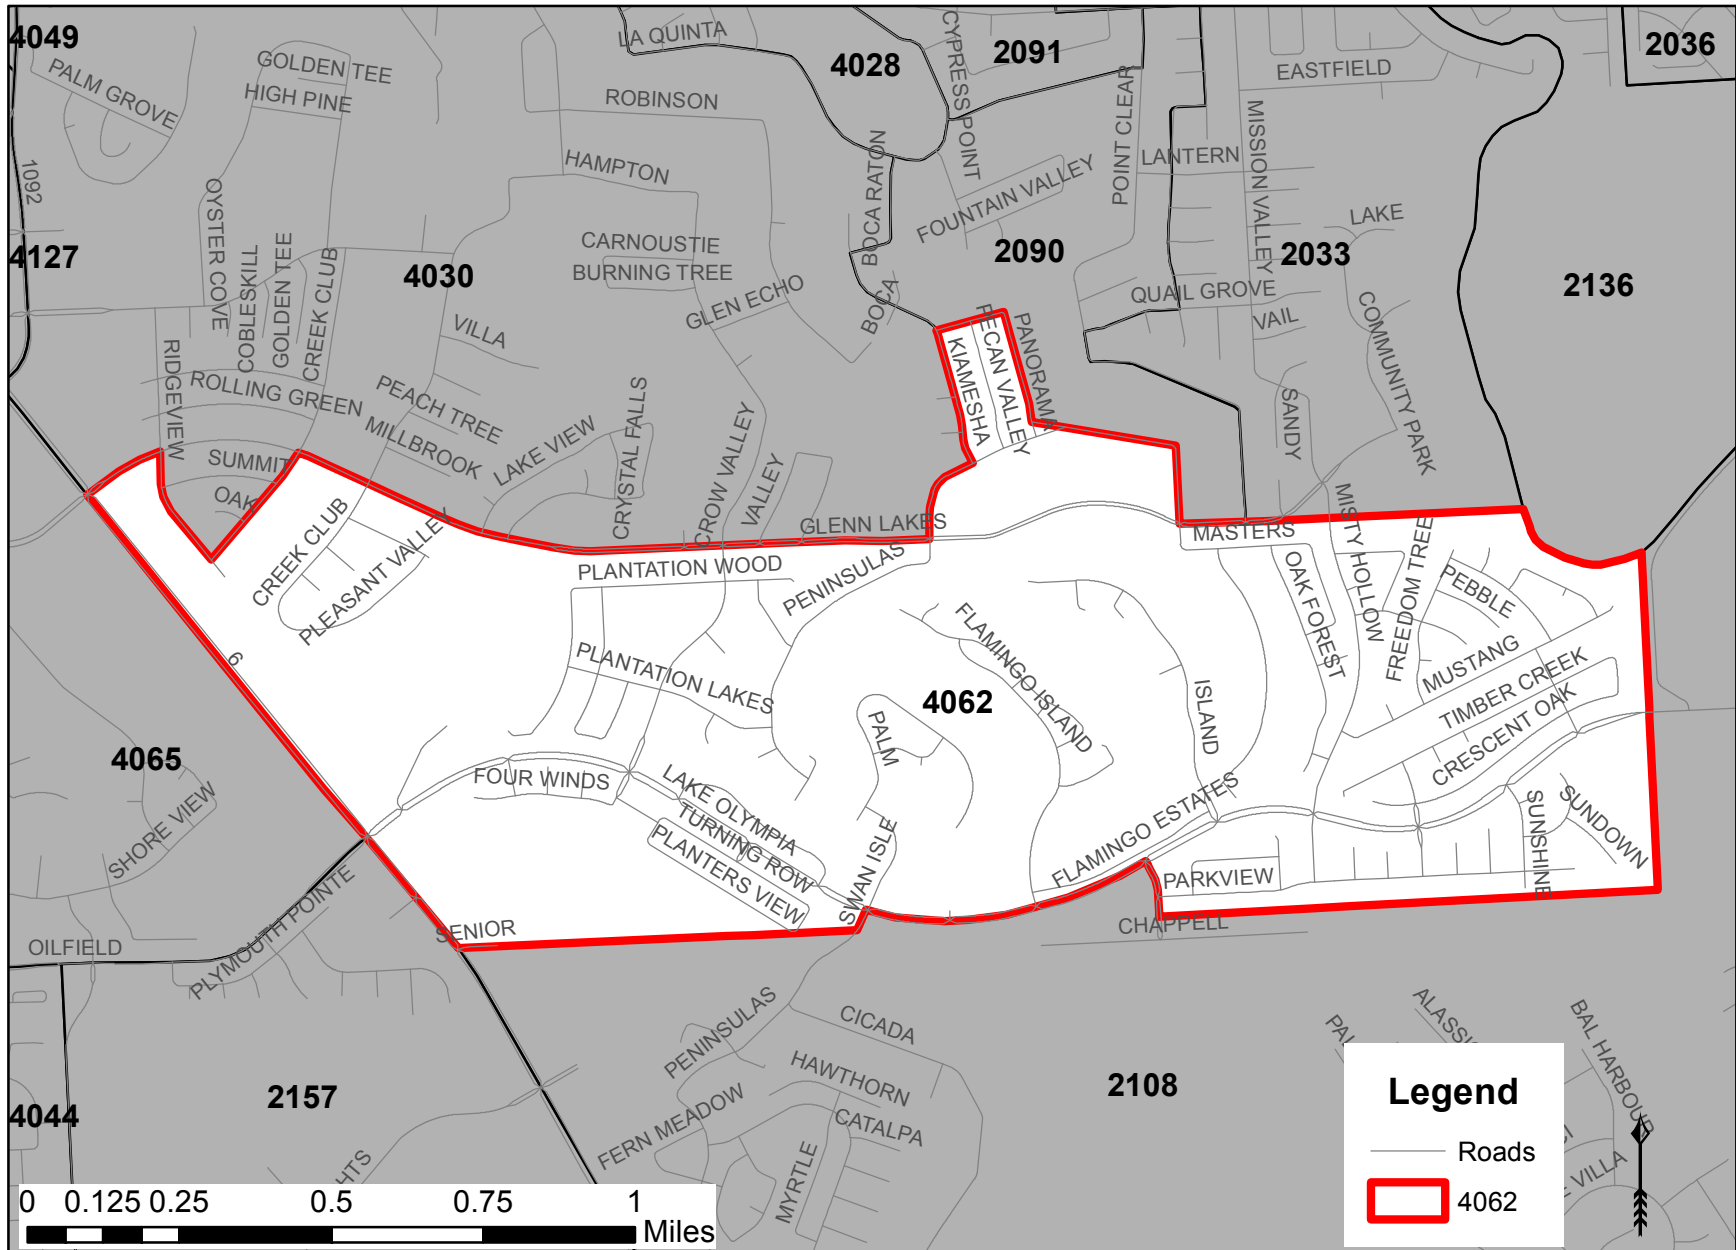 4049
LA QUINTA
4028
CYPRESS POINT
2091
2036
PALM GROVE
GOLDEN TEE
HIGH PINE
ROBINSON
POINT CLEAR
EASTFIELD
1092
HAMPTON
BOCA RATON
FOUNTAIN VALLEY
LANTERN
MISSION VALLEY
LAKE
4127
OYSTER COVE
COBLESKILL
GOLDEN TEE
CREEK CLUB
4030
CARNOUSTIE
BURNING TREE
GLEN ECHO
BOCA
2090
2033
2136
QUAIL GROVE
VAIL
COMMUNITY PARK
RIDGEVIEW
VILLA
ROLLING GREEN
PEACH TREE
MILLBROOK
LAKE VIEW
CRYSTAL FALLS
CROW VALLEY
VALLEY
KIAMESHA
PECAN VALLEY
PANORAMA
SANDY
SUMMIT
OAK
CREEK CLUB
PLEASANT VALLEY
GLENN LAKES
MASTERS
MISTY HOLLOW
FREEDOM TREE
OAK FOREST
PEBBLE
PLANTATION WOOD
PENINSULAS
FLAMINGO ISLAND
6
PLANTATION LAKES
4062
PALM
ISLAND
MUSTANG
TIMBER CREEK
CRESCENT OAK
4065
SHORE VIEW
FOUR WINDS
LAKE OLYMPIA
TURNING ROW
PLANTERS VIEW
SWAN ISLE
FLAMINGO ESTATES
PARKVIEW
SUNSHINE
SUNDOWN
OILFIELD
PLYMOUTH POINTE
SENIOR
CHAPPELL
PENINSULAS
CICADA
HAWTHORN
CATALPA
FERN MEADOW
MYRTLE
2108
2157
4044
BAL HARBOUR
VILLA
Legend
Roads
4062
0 0.125 0.25 0.5 0.75 1
Miles